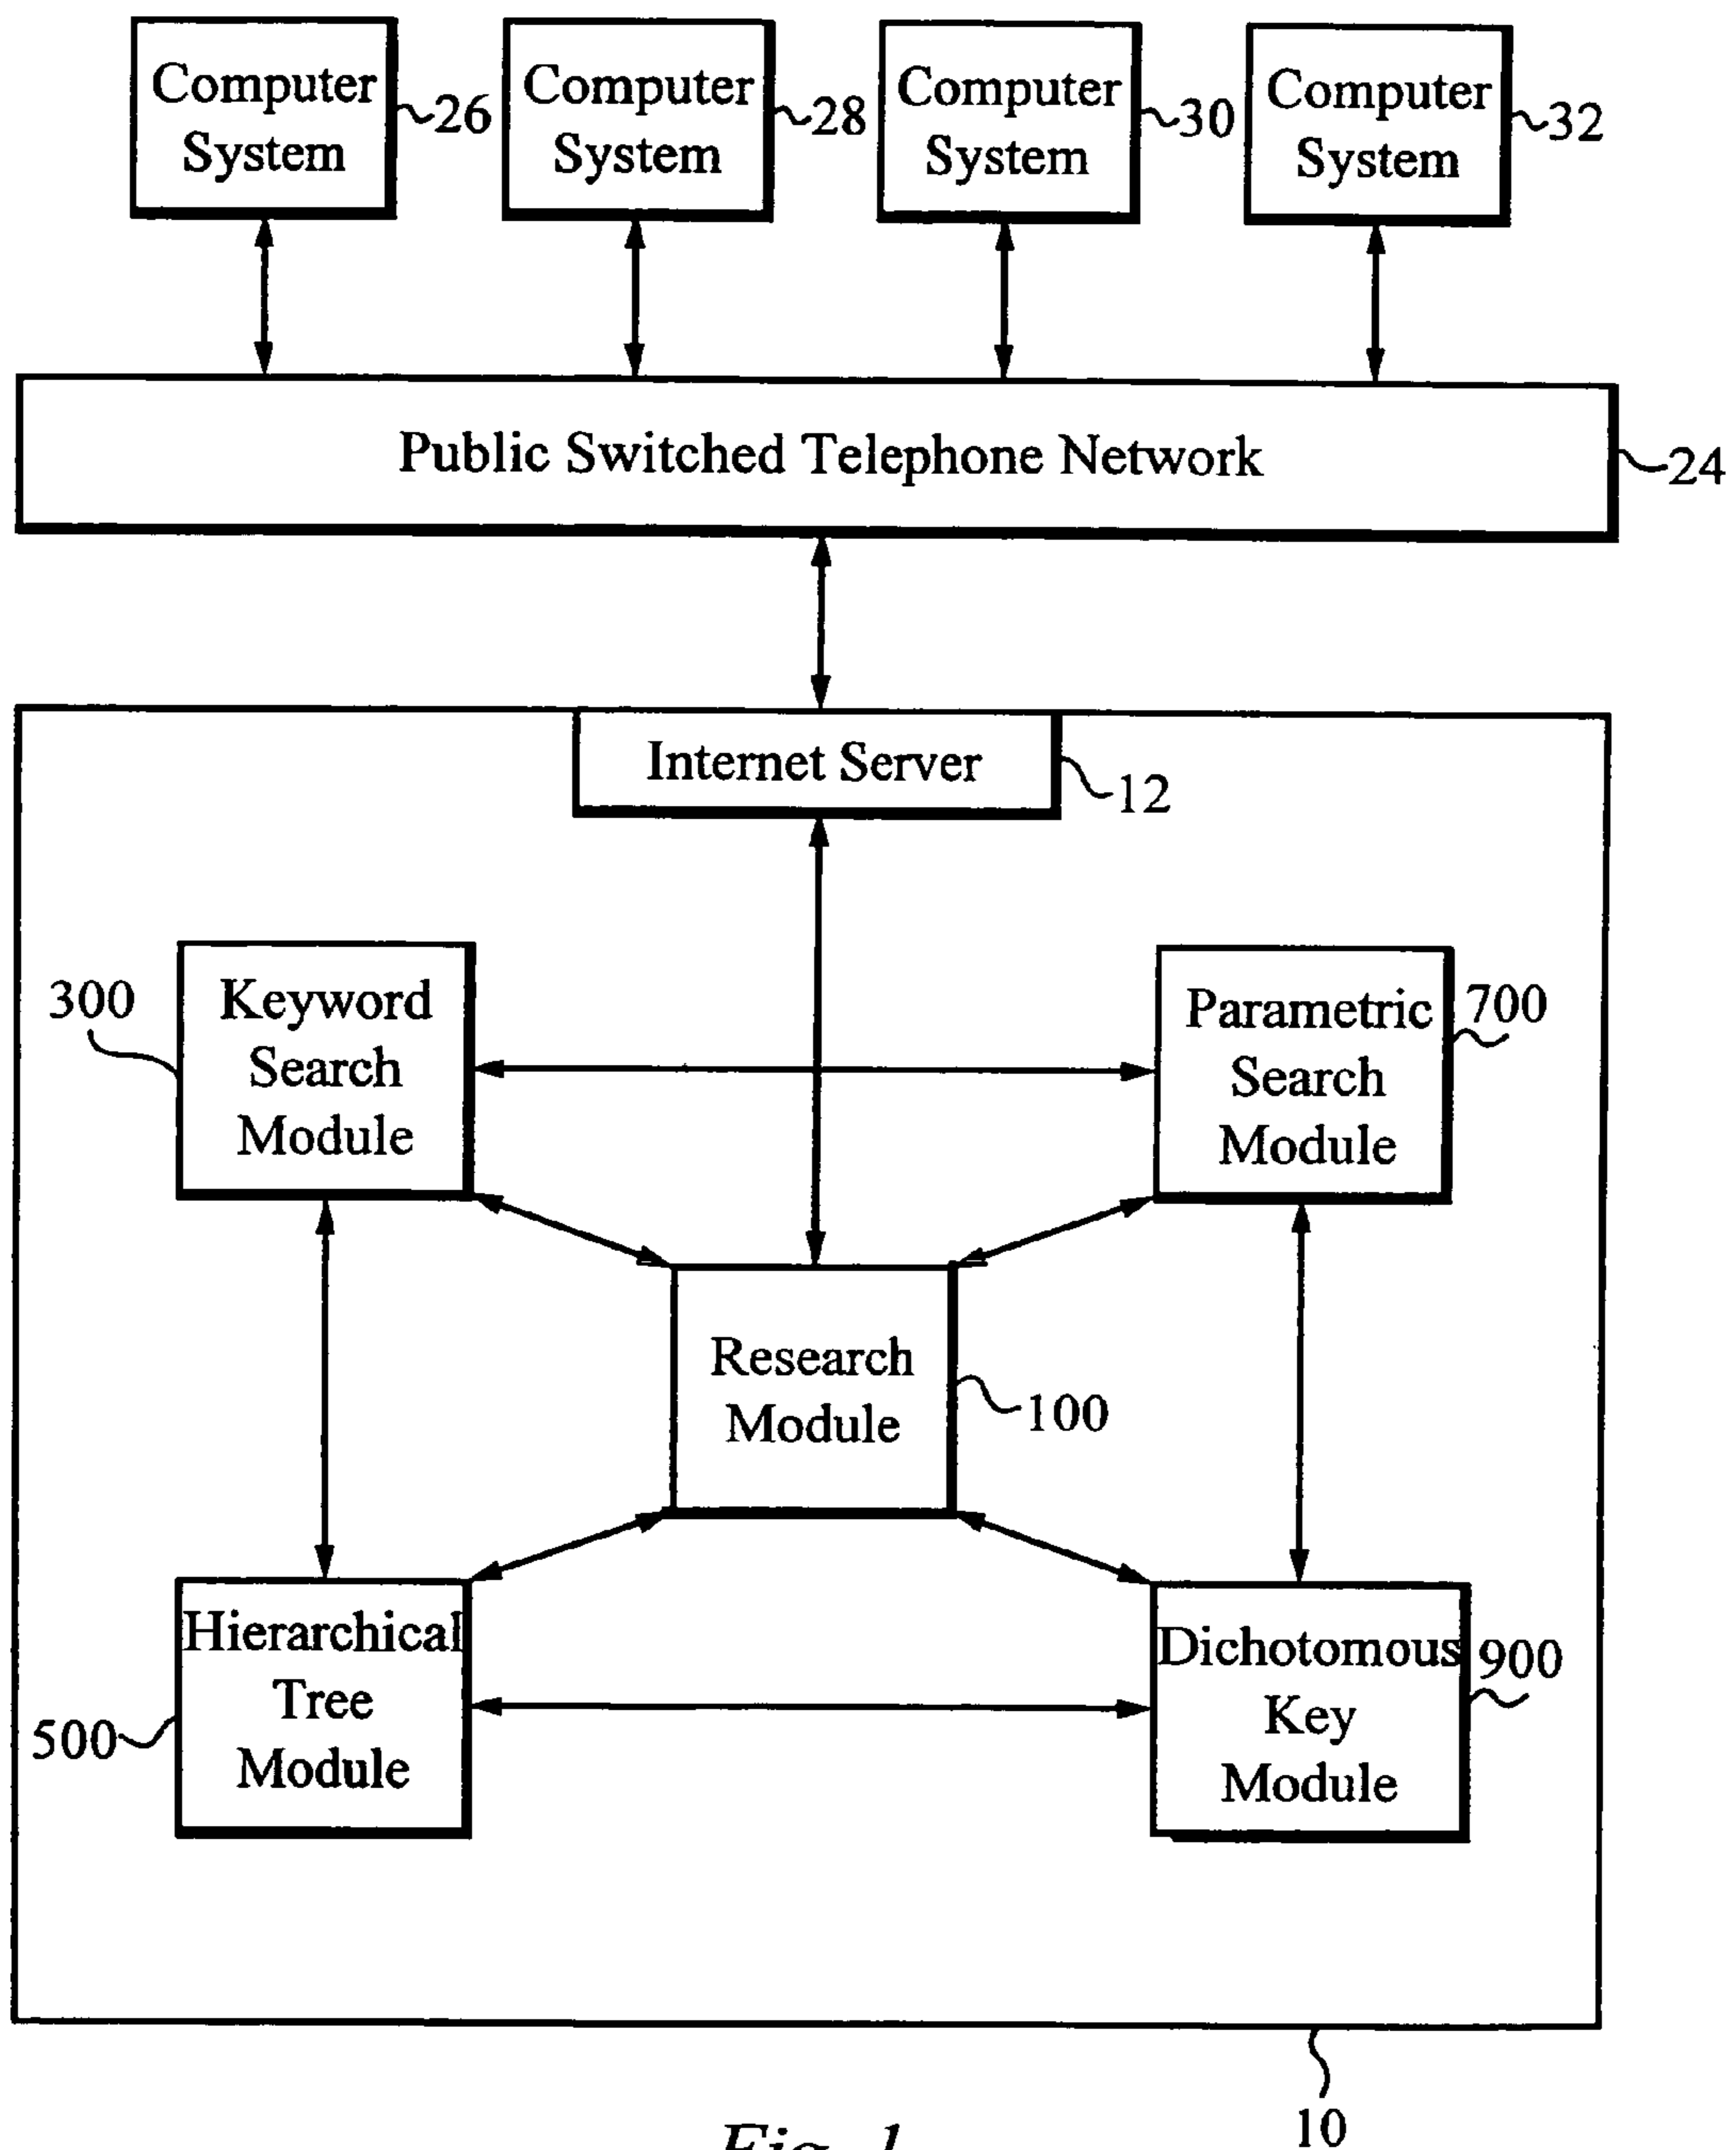 Computer
System
26
Computer
System
28
Computer
System
30
Computer
System
32
Public Switched Telephone Network
24
Internet Server
12
300
Keyword
Search
Module
Parametric
Search
Module
700
Research
Module
100
Hierarchical
Tree
Module
500
Dichotomous
Key
Module
900
10
Fig. 1